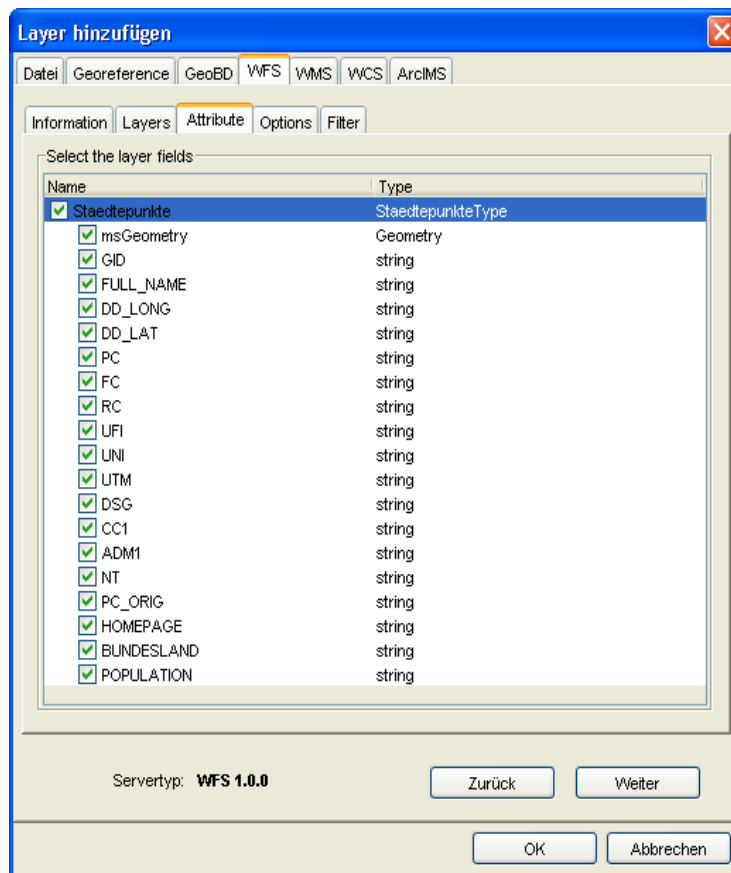 Layer hinzufügen
Datei Georeference GeoBD WFS WMS WCS ArcIMS
Information Layers Attribute Options Filter
Select the layer fields
Name Type
Staedtepunkte StaedtepunkteType
msGeometry Geometry
GID string
FULL_NAME string
DD_LONG string
DD_LAT string
PC string
FC string
RC string
UFI string
UNI string
UTM string
DSG string
CC1 string
ADM1 string
NT string
PC_ORIG string
HOMEPAGE string
BUNDESLAND string
POPULATION string
Servertyp: WFS 1.0.0 Zurück Weiter
OK Abbrechen